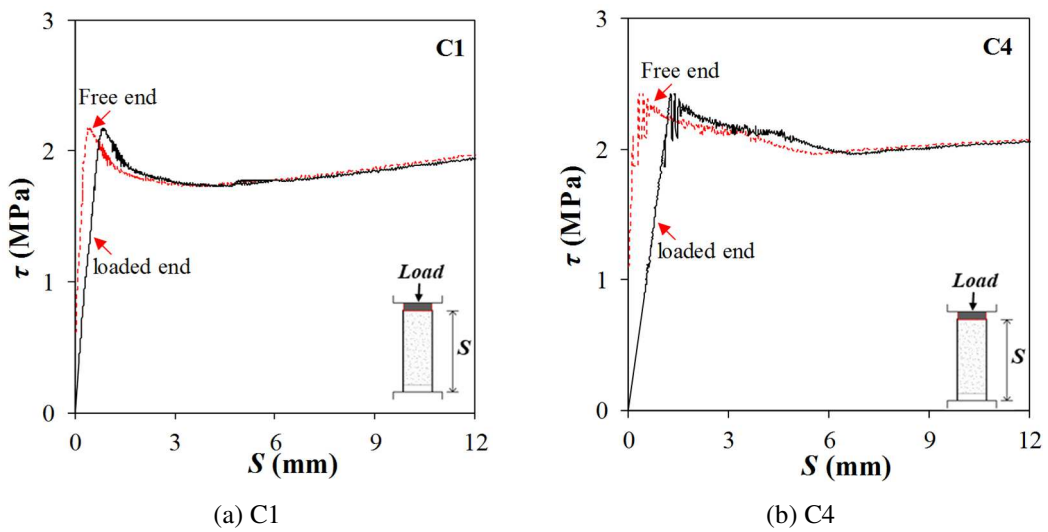 3
2
1
0
τ (MPa)
C1
Free end
loaded end
Load
S
0 3 6 9 12
S (mm)
(a) C1
3
2
1
0
τ (MPa)
C4
Free end
loaded end
Load
S
0 3 6 9 12
S (mm)
(b) C4